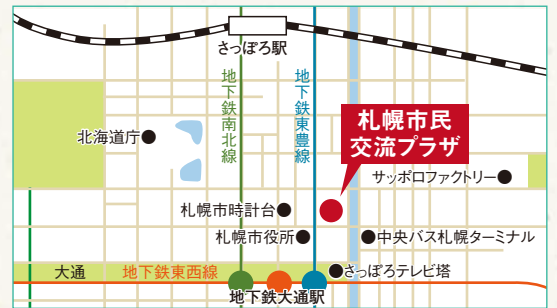 さっぽろ駅
地下鉄南北線
地下鉄東豊線
札幌市民
交流プラザ
北海道庁
サッポロファクトリー
札幌市時計台
札幌市役所
中央バス札幌ターミナル
大通
地下鉄東西線
さっぽろテレビ塔
地下鉄大通駅